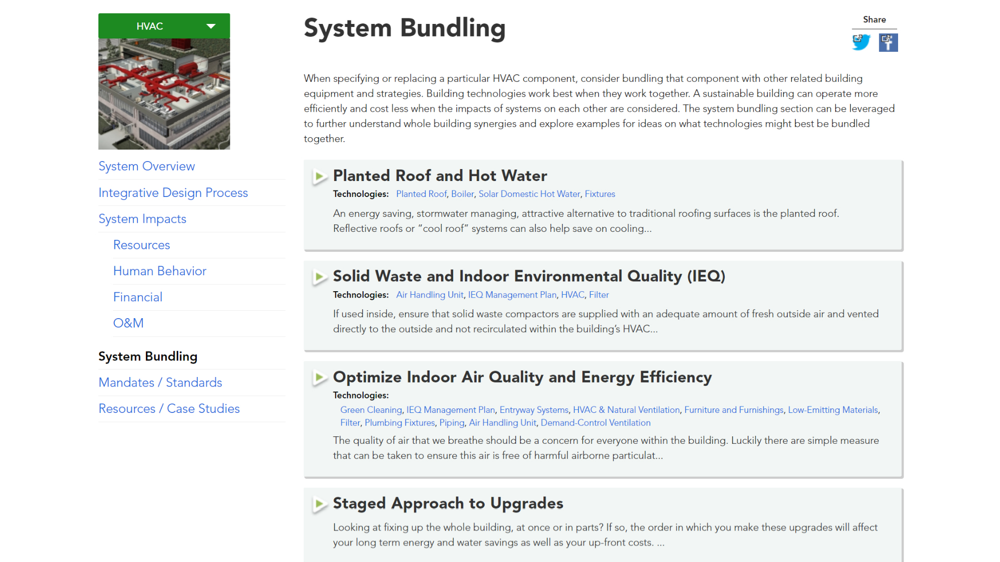 HVAC
System Overview
Integrative Design Process
System Impacts
Resources
Human Behavior
Financial
O&M
System Bundling
Mandates / Standards
Resources / Case Studies
System Bundling
Share
When specifying or replacing a particular HVAC component, consider bundling that component with other related building
equipment and strategies. Building technologies work best when they work together. A sustainable building can operate more
efficiently and cost less when the impacts of systems on each other are considered. The system bundling section can be leveraged
to further understand whole building synergies and explore examples for ideas on what technologies might best be bundled
together.
Planted Roof and Hot Water
Technologies: Planted Roof, Boiler, Solar Domestic Hot Water, Fixtures
An energy saving, stormwater managing, attractive alternative to traditional roofing surfaces is the planted roof.
Reflective roofs or “cool roof” systems can also help save on cooling...
Solid Waste and Indoor Environmental Quality (IEQ)
Technologies: Air Handling Unit, IEQ Management Plan, HVAC, Filter
If used inside, ensure that solid waste compactors are supplied with an adequate amount of fresh outside air and vented
directly to the outside and not recirculated within the building’s HVAC...
Optimize Indoor Air Quality and Energy Efficiency
Technologies:
Green Cleaning, IEQ Management Plan, Entryway Systems, HVAC & Natural Ventilation, Furniture and Furnishings, Low-Emitting Materials,
Filter, Plumbing Fixtures, Piping, Air Handling Unit, Demand-Control Ventilation
The quality of air that we breathe should be a concern for everyone within the building. Luckily there are simple measure
that can be taken to ensure this air is free of harmful airborne particulat...
Staged Approach to Upgrades
Looking at fixing up the whole building, at once or in parts? If so, the order in which you make these upgrades will affect
your long term energy and water savings as well as your up-front costs. ...